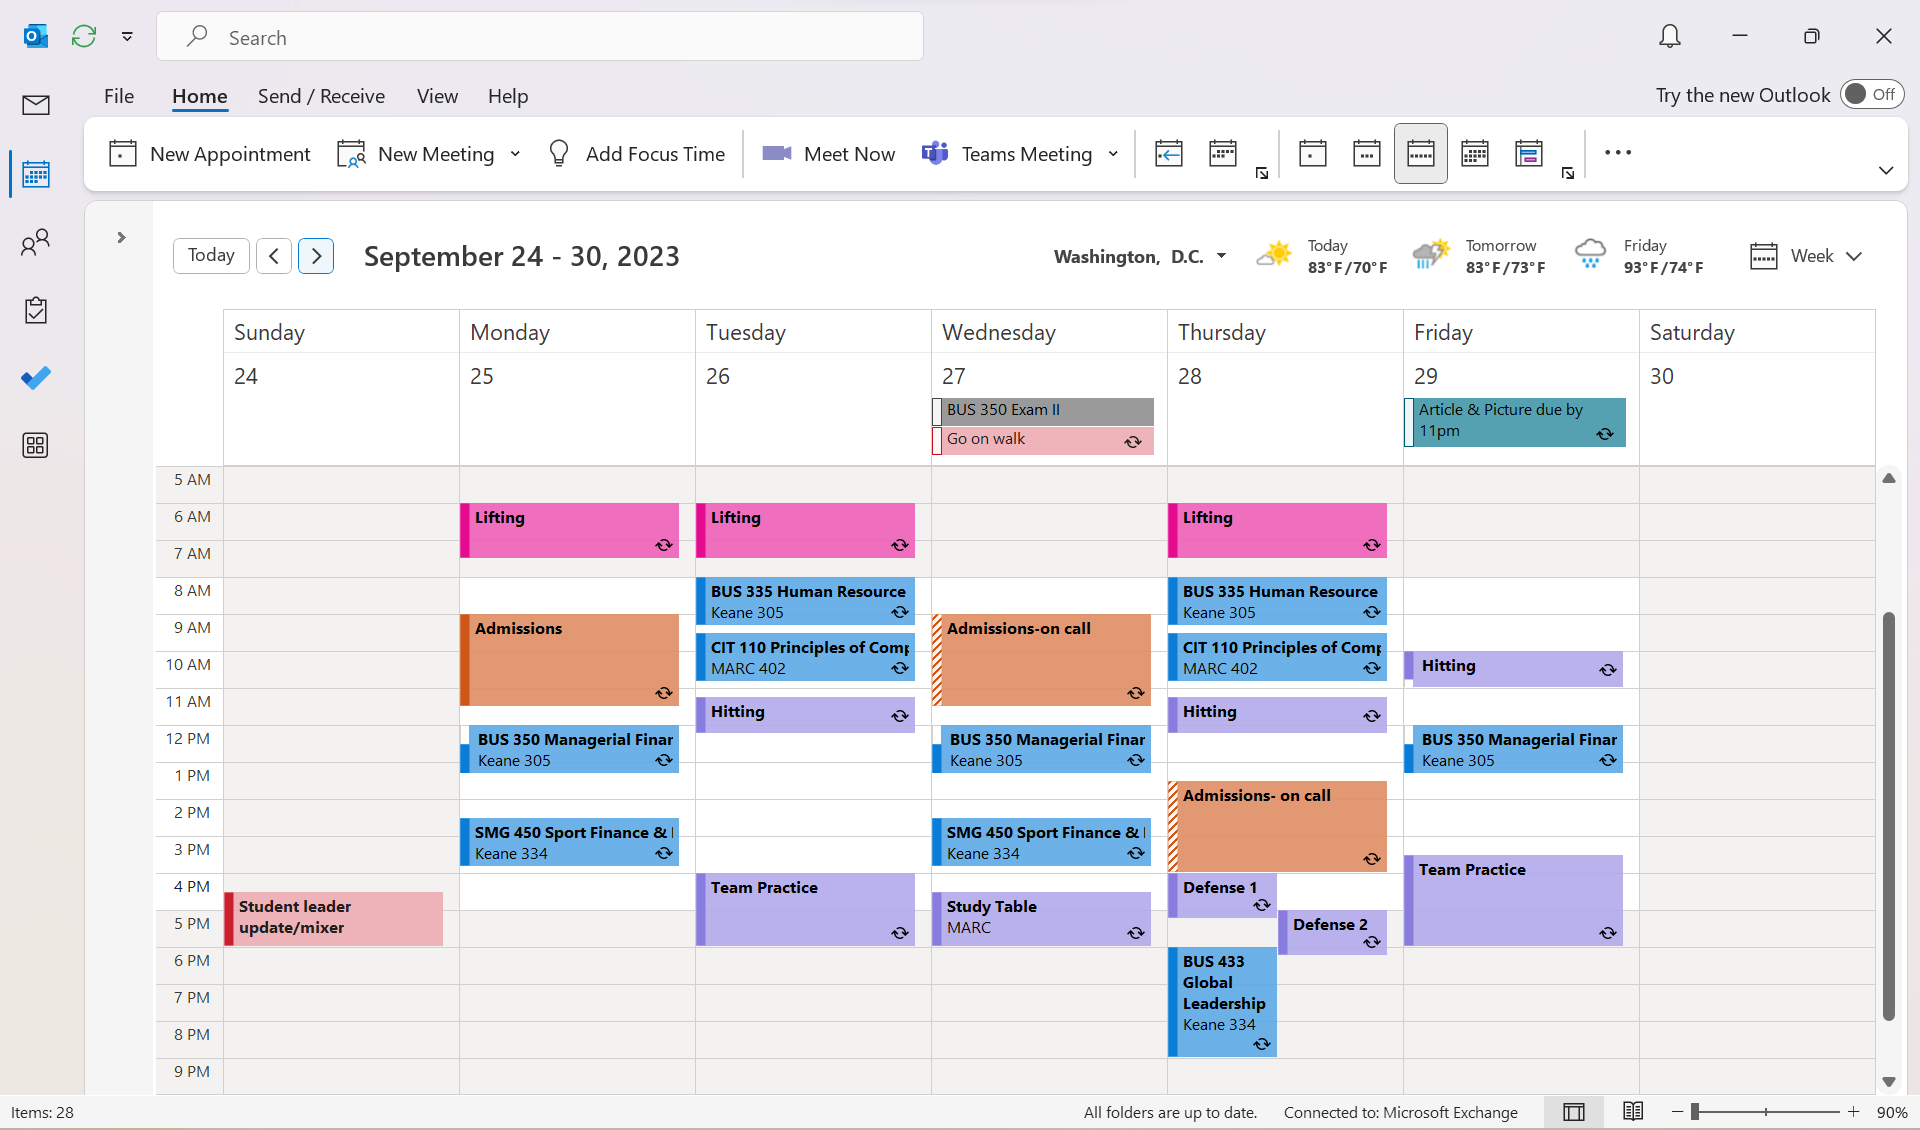 Search
File Home Send / Receive View Help
Try the new Outlook Off
New Appointment New Meeting Add Focus Time Meet Now Teams Meeting
Today September 24 - 30, 2023 Washington, D.C. Today 83°F/70°F Tomorrow 83°F/73°F Friday 93°F/74°F Week
Sunday Monday Tuesday Wednesday Thursday Friday Saturday
24 25 26 27 28 29 30
BUS 350 Exam II
Go on walk
Article & Picture due by
11pm
5 AM
6 AM
7 AM
8 AM
9 AM
10 AM
11 AM
12 PM
1 PM
2 PM
3 PM
4 PM
5 PM
6 PM
7 PM
8 PM
9 PM
Student leader
update/mixer
Lifting
Admissions
BUS 350 Managerial Finar
Keane 305
SMG 450 Sport Finance &
Keane 334
Lifting
BUS 335 Human Resource
Keane 305
CIT 110 Principles of Comp
MARC 402
Hitting
Team Practice
Admissions-on call
BUS 350 Managerial Finar
Keane 305
SMG 450 Sport Finance &
Keane 334
Study Table
MARC
Lifting
BUS 335 Human Resource
Keane 305
CIT 110 Principles of Comp
MARC 402
Hitting
Admissions- on call
Defense 1
Defense 2
BUS 433
Global
Leadership
Keane 334
Hitting
BUS 350 Managerial Finar
Keane 305
Team Practice
Items: 28 All folders are up to date. Connected to: Microsoft Exchange 90%